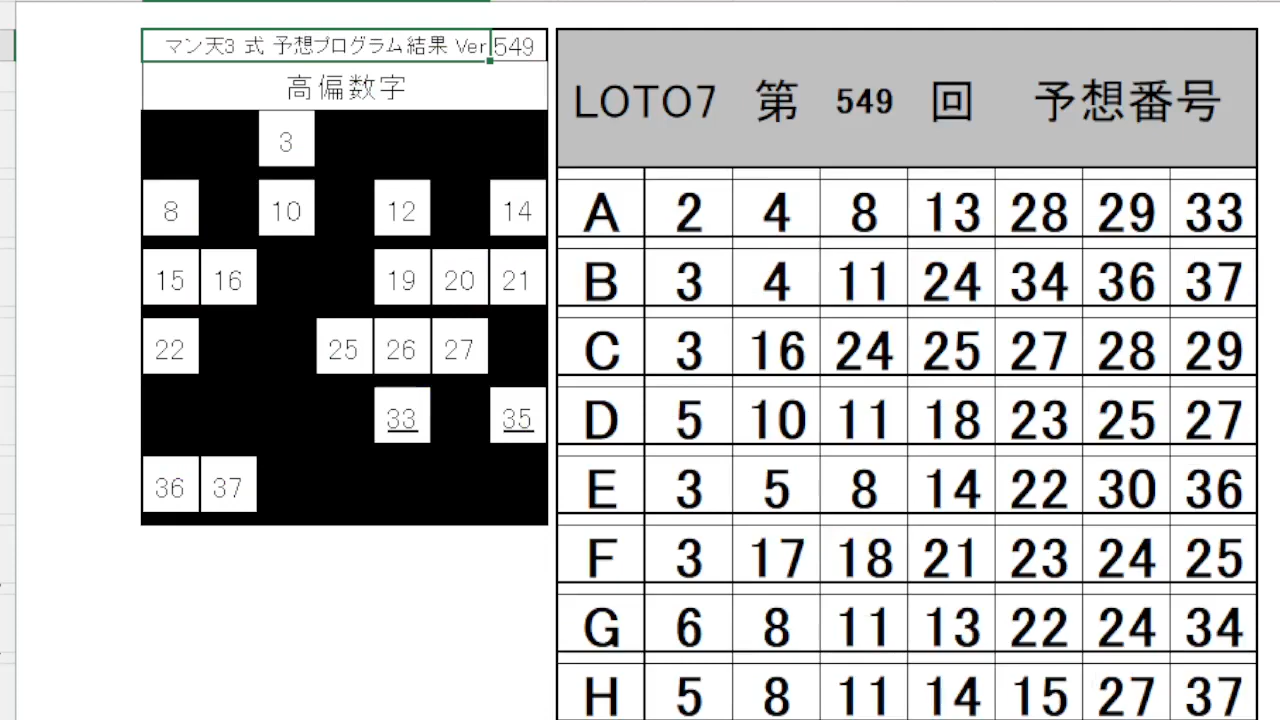 マン天3 式 予想プログラム結果 Ver 549
高偏数字
3
8 10 12 14
15 16 19 20 21
22 25 26 27
33 35
36 37
LOTO7 第 549 回 予想番号
A 2 4 8 13 28 29 33
B 3 4 11 24 34 36 37
C 3 16 24 25 27 28 29
D 5 10 11 18 23 25 27
E 3 5 8 14 22 30 36
F 3 17 18 21 23 24 25
G 6 8 11 13 22 24 34
H 5 8 11 14 15 27 37